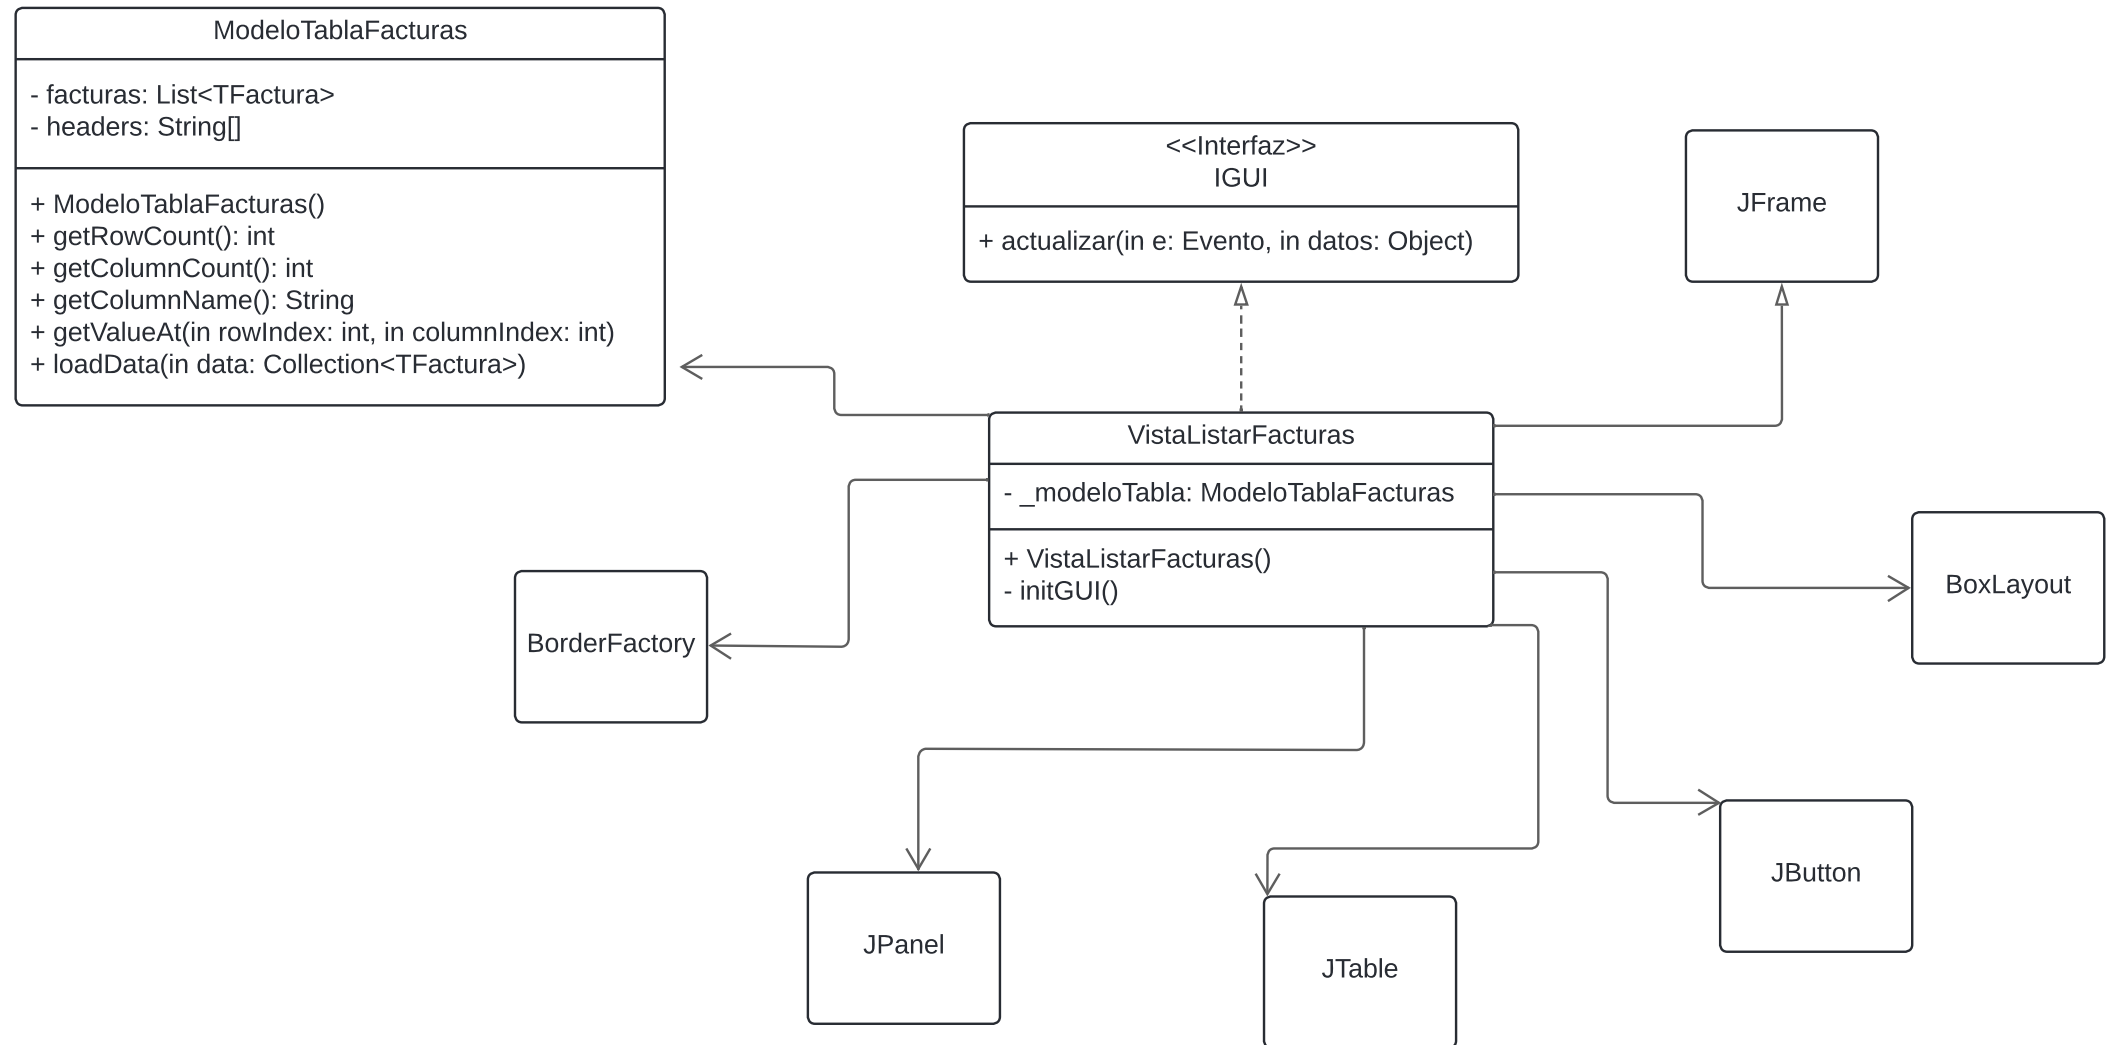 ModeloTablaFacturas
- facturas: List<TFactura>
- headers: String[]
+ ModeloTablaFacturas()
+ getRowCount(): int
+ getColumnCount(): int
+ getColumnName(): String
+ getValueAt(in rowIndex: int, in columnIndex: int)
+ loadData(in data: Collection<TFactura>)
<<Interfaz>>
IGUI
+ actualizar(in e: Evento, in datos: Object)
JFrame
VistaListarFacturas
- _modeloTabla: ModeloTablaFacturas
+ VistaListarFacturas()
- initGUI()
BoxLayout
BorderFactory
JButton
JPanel
JTable